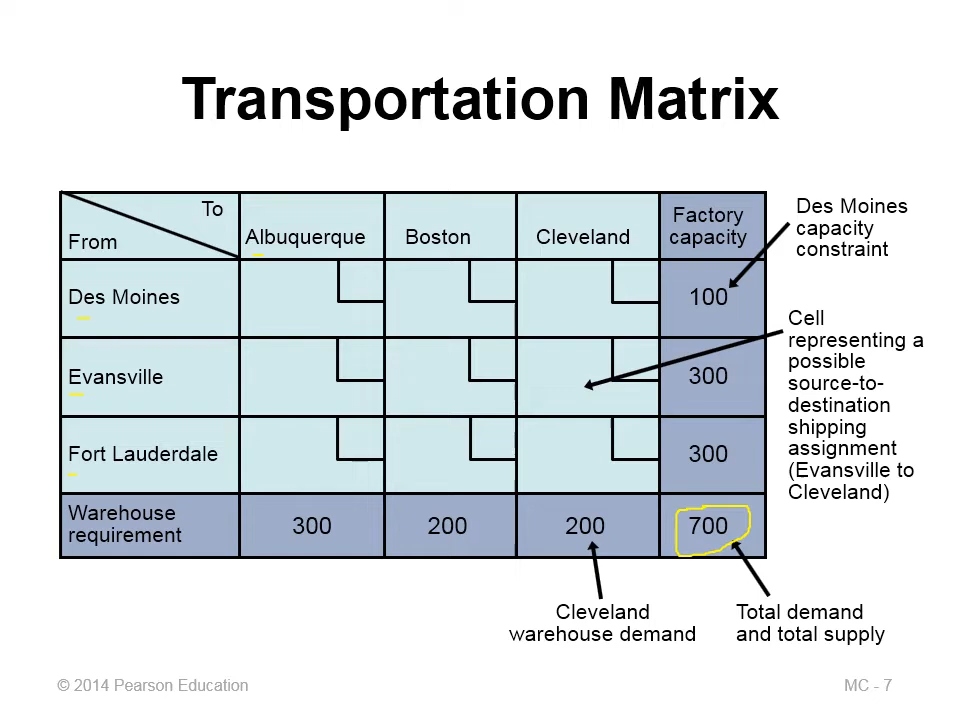 Transportation Matrix
To
From
Albuquerque
Boston
Cleveland
Factory
capacity
Des Moines
100
Evansville
300
Fort Lauderdale
300
Warehouse
requirement
300
200
200
700
Des Moines
capacity
constraint
Cell
representing a
possible
source-to-
destination
shipping
assignment
(Evansville to
Cleveland)
Cleveland
warehouse demand
Total demand
and total supply
© 2014 Pearson Education
MC - 7